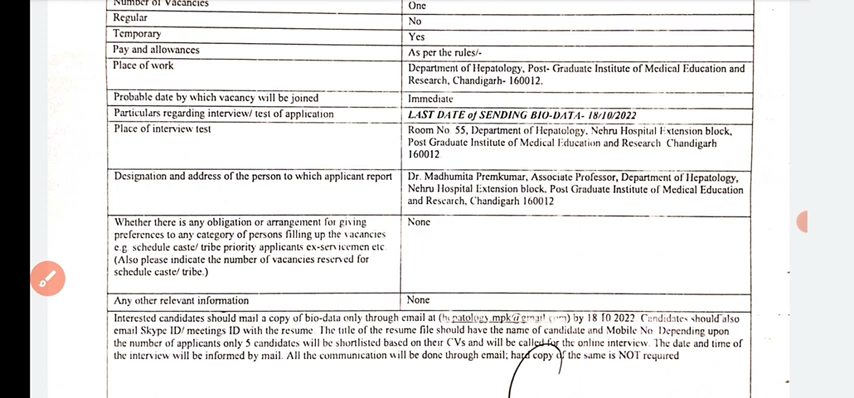 Number of Vacancies
One
Regular
No
Temporary
Yes
Pay and allowances
As per the rules/-
Place of work
Department of Hepatology, Post- Graduate Institute of Medical Education and
Research, Chandigarh- 160012.
Probable date by which vacancy will be joined
Immediate
Particulars regarding interview/ test of application
LAST DATE of SENDING BIO-DATA- 18/10/2022
Place of interview test
Room No 55, Department of Hepatology, Nehru Hospital Extension block,
Post Graduate Institute of Medical Education and Research Chandigarh
160012
Designation and address of the person to which applicant report
Dr. Madhumita Premkumar, Associate Professor, Department of Hepatology,
Nehru Hospital Extension block, Post Graduate Institute of Medical Education
and Research, Chandigarh 160012
Whether there is any obligation or arrangement for giving
preferences to any category of persons filling up the vacancies
e.g. schedule caste/ tribe priority applicants ex-servicemen etc.
(Also please indicate the number of vacancies reserved for
schedule caste/ tribe.)
None
Any other relevant information
None
Interested candidates should mail a copy of bio-data only through email at by 18 10 2022 Candidates should also
email Skype ID/ meetings ID with the resume. The title of the resume file should have the name of candidate and Mobile No. Depending upon
the number of applicants only 5 candidates will be shortlisted based on their CVs and will be called for the online interview. The date and time of
the interview will be informed by mail. All the communication will be done through email; hard copy of the same is NOT required